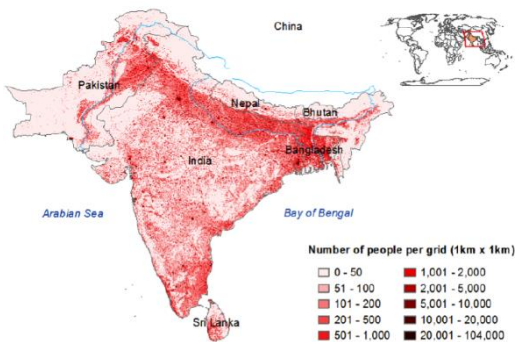 China
Pakistan
Nepal
Bhutan
Bangladesh
India
Arabian Sea
Bay of Bengal
Sri Lanka
Number of people per grid (1km x 1km)
0 - 50
51 - 100
101 - 200
201 - 500
501 - 1,000
1,001 - 2,000
2,001 - 5,000
5,001 - 10,000
10,001 - 20,000
20,001 - 104,000